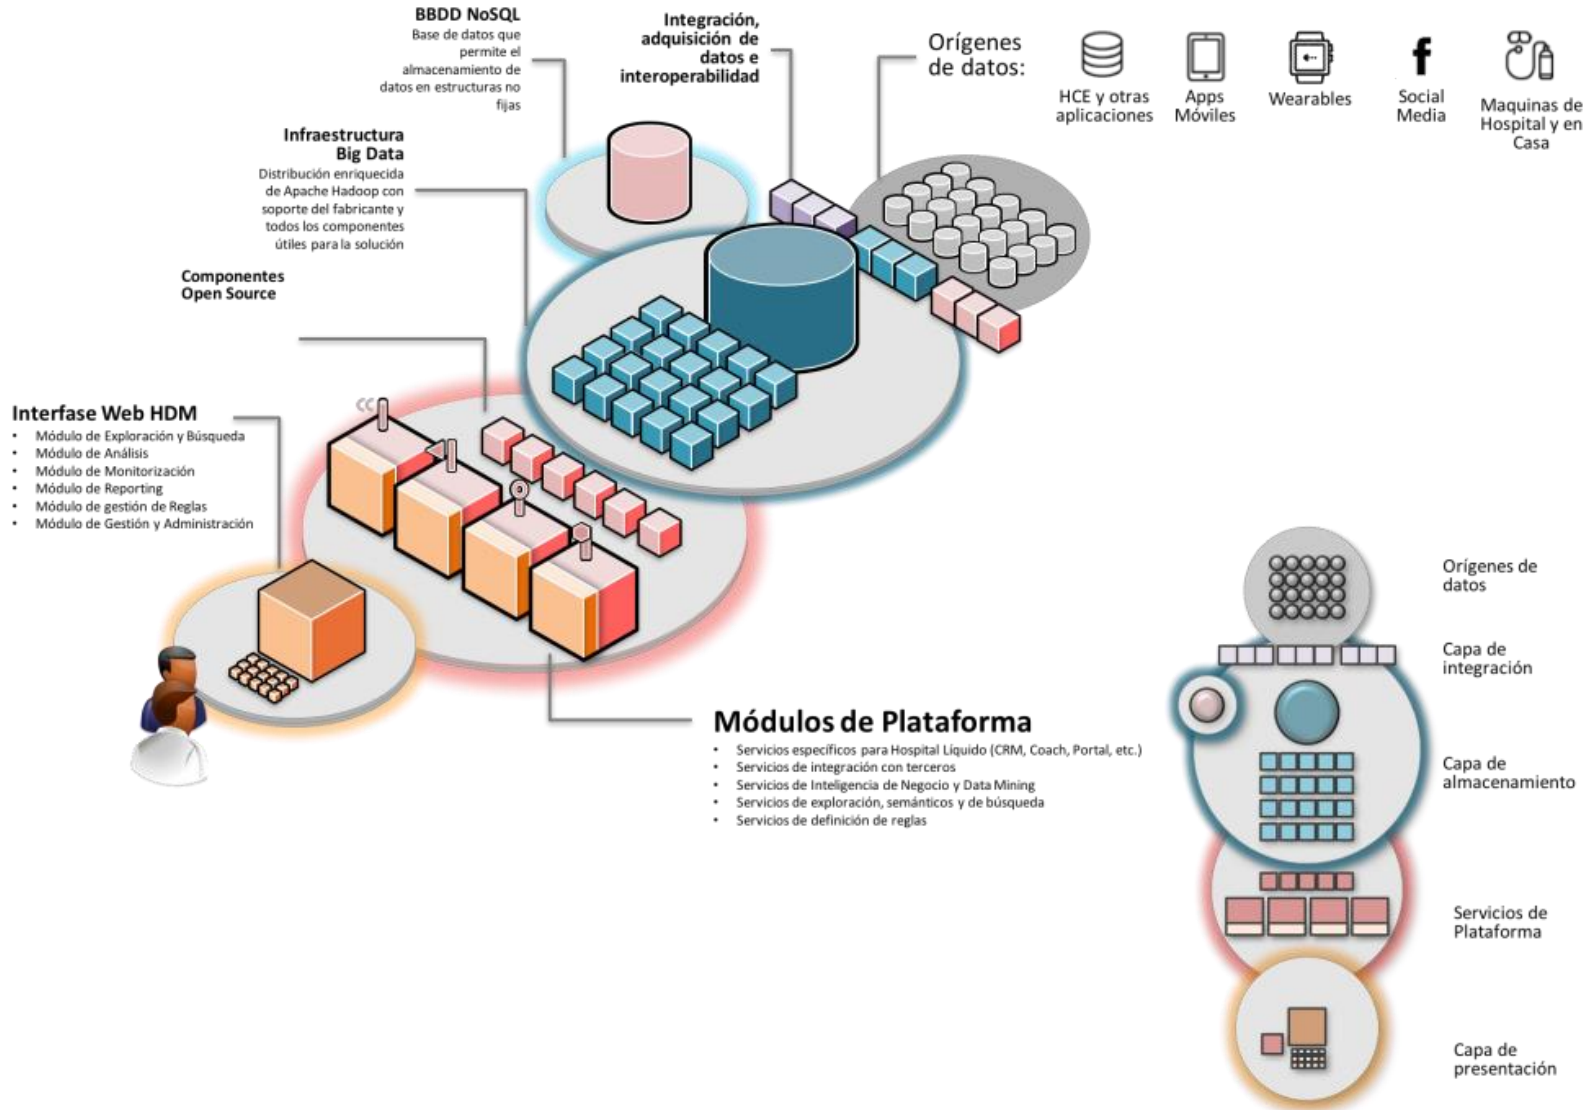 BBDD NoSQL
Base de datos que
permite el
almacenamiento de
datos en estructuras no
fijas
Integración,
adquisición de
datos e
interoperabilidad
Orígenes
de datos:
HCE y otras
aplicaciones
Apps
Móviles
Wearables
Social
Media
Maquinas de
Hospital y en
Casa
Infraestructura
Big Data
Distribución enriquecida
de Apache Hadoop con
soporte del fabricante y
todos los componentes
útiles para la solución
Componentes
Open Source
Interfase Web HDM
• Módulo de Exploración y Búsqueda
• Módulo de Análisis
• Módulo de Monitorización
• Módulo de Reporting
• Módulo de gestión de Reglas
• Módulo de Gestión y Administración
Módulos de Plataforma
• Servicios específicos para Hospital Líquido (CRM, Coach, Portal, etc.)
• Servicios de integración con terceros
• Servicios de Inteligencia de Negocio y Data Mining
• Servicios de exploración, semánticos y de búsqueda
• Servicios de definición de reglas
Orígenes de
datos
Capa de
integración
Capa de
almacenamiento
Servicios de
Plataforma
Capa de
presentación